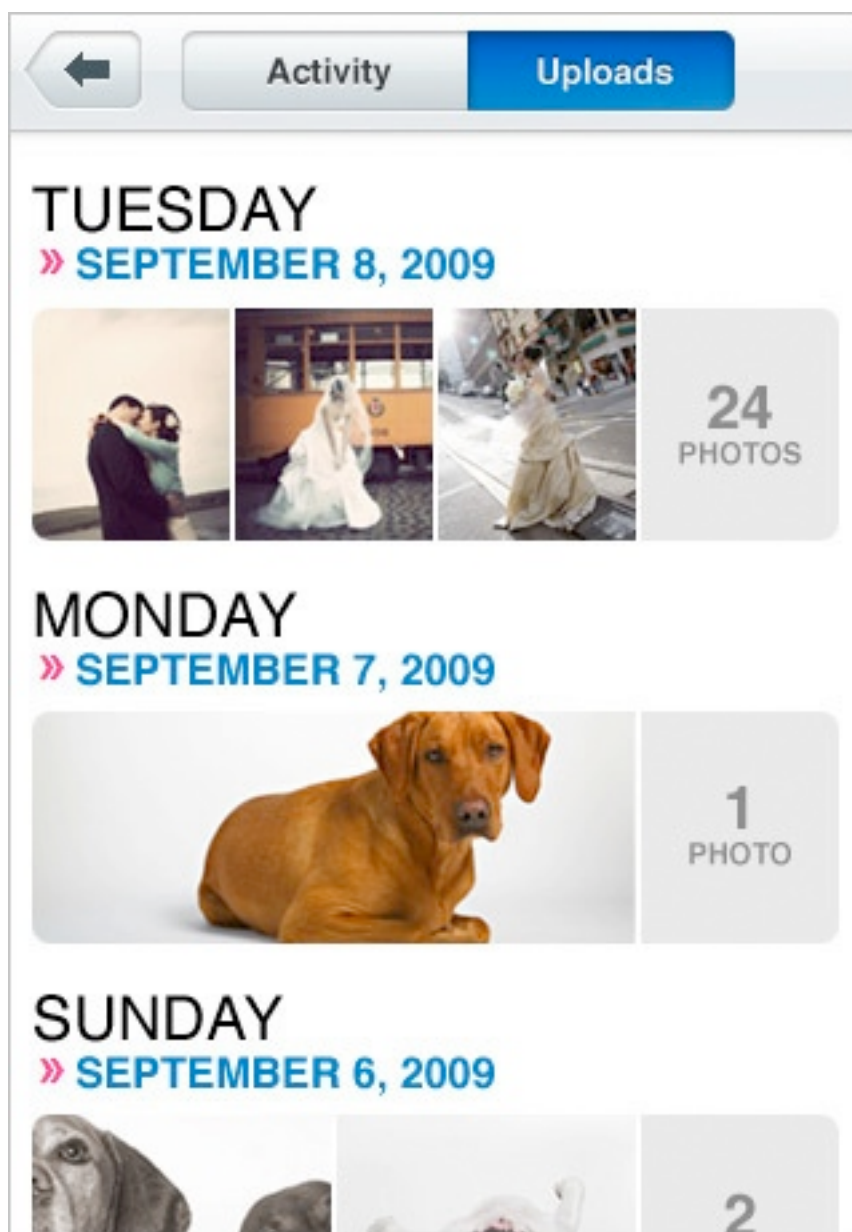 Activity
Uploads
TUESDAY
» SEPTEMBER 8, 2009
24
PHOTOS
MONDAY
» SEPTEMBER 7, 2009
1
PHOTO
SUNDAY
» SEPTEMBER 6, 2009
2